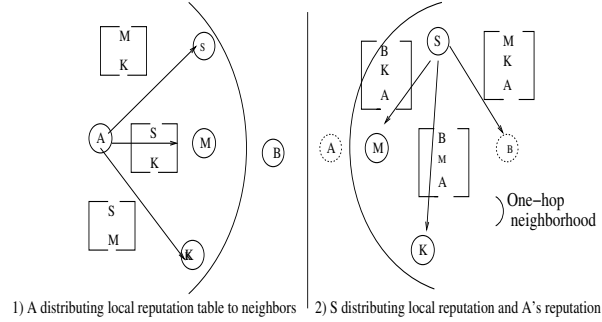 M
K
S
A
S
K
M
B
S
M
K
1) A distributing local reputation table to neighbors
S
B
K
A
M
K
A
A
M
B
M
A
B
K
One-hop
neighborhood
2) S distributing local reputation and A's reputation